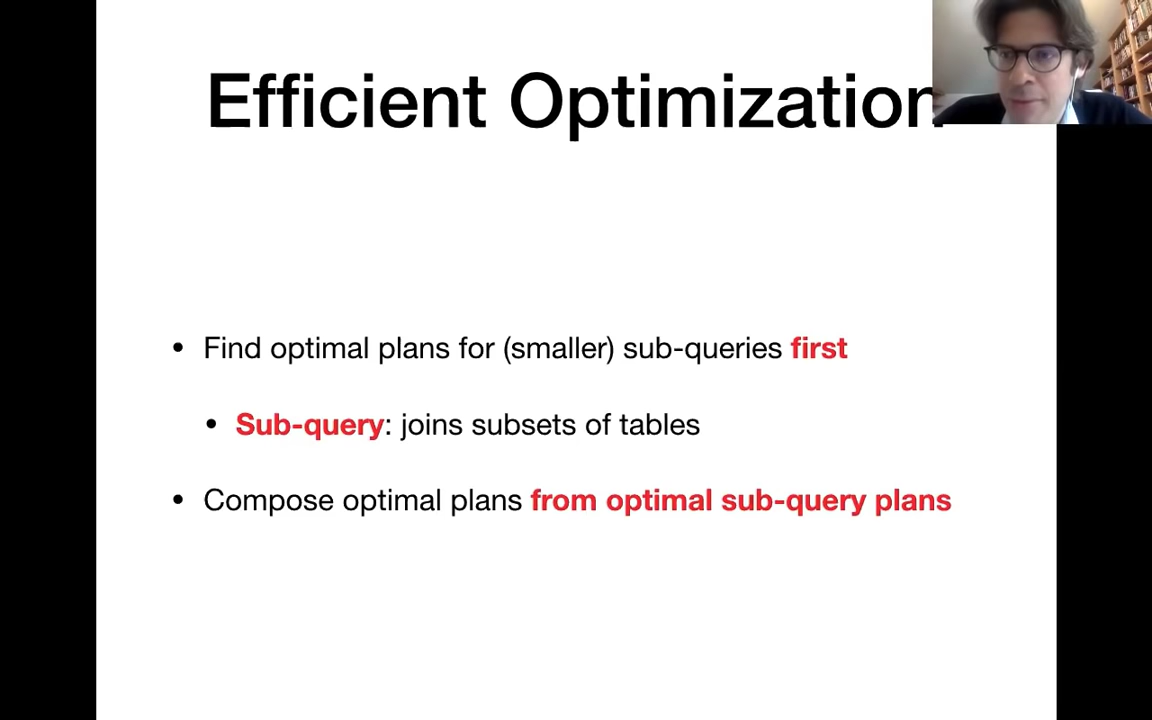 Efficient Optimization
• Find optimal plans for (smaller) sub-queries first
• Sub-query: joins subsets of tables
• Compose optimal plans from optimal sub-query plans